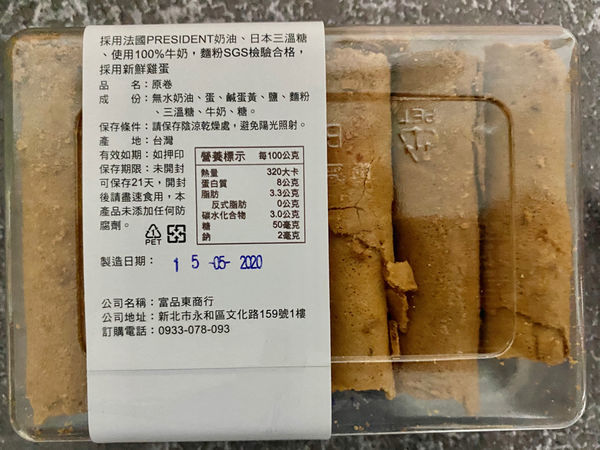 採用法國PRESIDENT奶油、日本三溫糖
、使用100%牛奶，麵粉SGS檢驗合格，
採用新鮮雞蛋
品　　名：原卷
成　　份：無水奶油、蛋、鹹蛋黃、鹽、麵粉
、三溫糖、牛奶、糖。
保存條件：請保存陰涼乾燥處，避免陽光照射。
產　　地：台灣
有效如期：如押印
保存期限：未開封
可保存21天，開封
後請盡速食用，本
產品未添加任何防
腐劑。
營養標示 每100公克
熱量 320大卡
蛋白質 8公克
脂肪 3.3公克
反式脂肪 0公克
碳水化合物 3.0公克
糖 50毫克
鈉 2毫克
PET
製造日期： 15-05-2020
公司名稱：富品東商行
公司地址：新北市永和區文化路159號1樓
訂購電話：0933-078-093